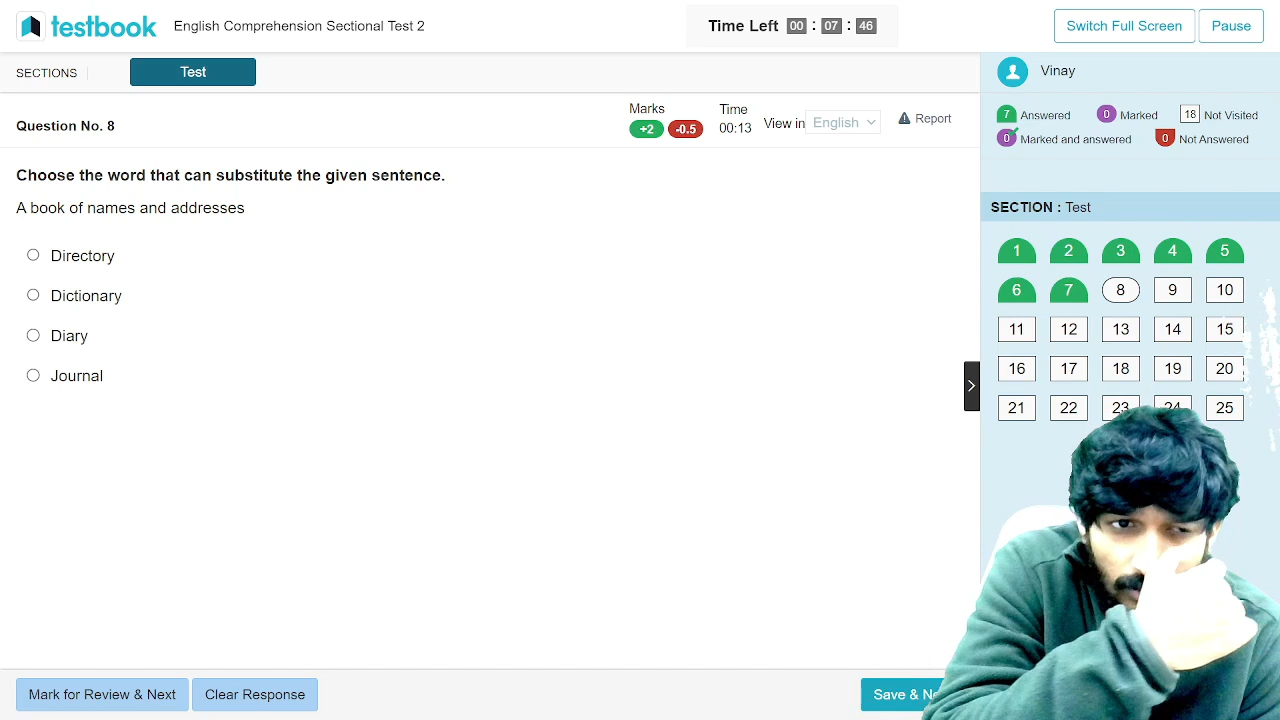 testbook English Comprehension Sectional Test 2 Time Left 00 : 07 : 46 Switch Full Screen Pause
SECTIONS Test
Vinay
Question No. 8
Marks
+2 -0.5
Time
00:13
View in English
Report
7 Answered 0 Marked 18 Not Visited
0 Marked and answered 0 Not Answered
Choose the word that can substitute the given sentence.
A book of names and addresses
Directory
Dictionary
Diary
Journal
SECTION : Test
1 2 3 4 5
6 7 8 9 10
11 12 13 14 15
16 17 18 19 20
21 22 23 24 25
Mark for Review & Next Clear Response Save &